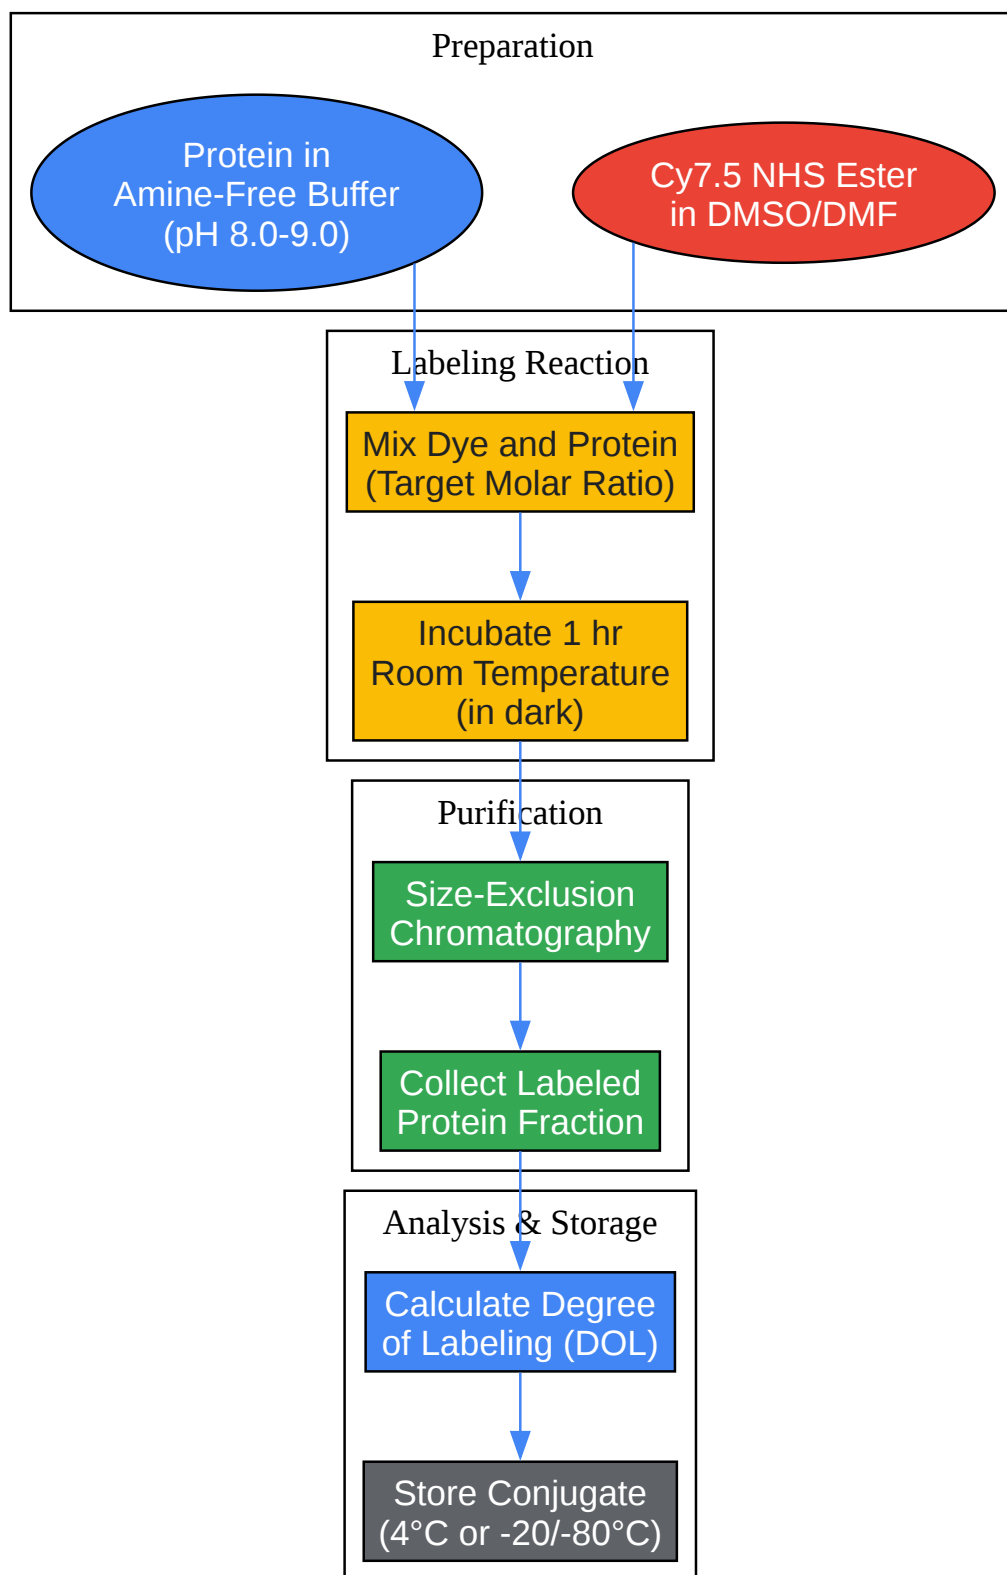 Preparation
Protein in
Amine-Free Buffer
(pH 8.0-9.0)
Cy7.5 NHS Ester
in DMSO/DMF
Labeling Reaction
Mix Dye and Protein
(Target Molar Ratio)
Incubate 1 hr
Room Temperature
(in dark)
Purification
Size-Exclusion
Chromatography
Collect Labeled
Protein Fraction
Analysis & Storage
Calculate Degree
of Labeling (DOL)
Store Conjugate
(4°C or -20/-80°C)